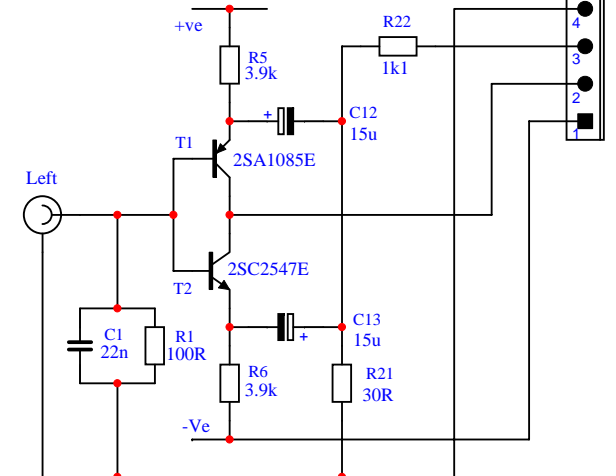 +ve
R22
4
R5
3.9k
1k1
3
+
C12
2
T1
15u
1
2SA1085E
Left
2SC2547E
T2
C1
22n
R1
100R
C13
+
15u
R6
3.9k
R21
30R
-Ve